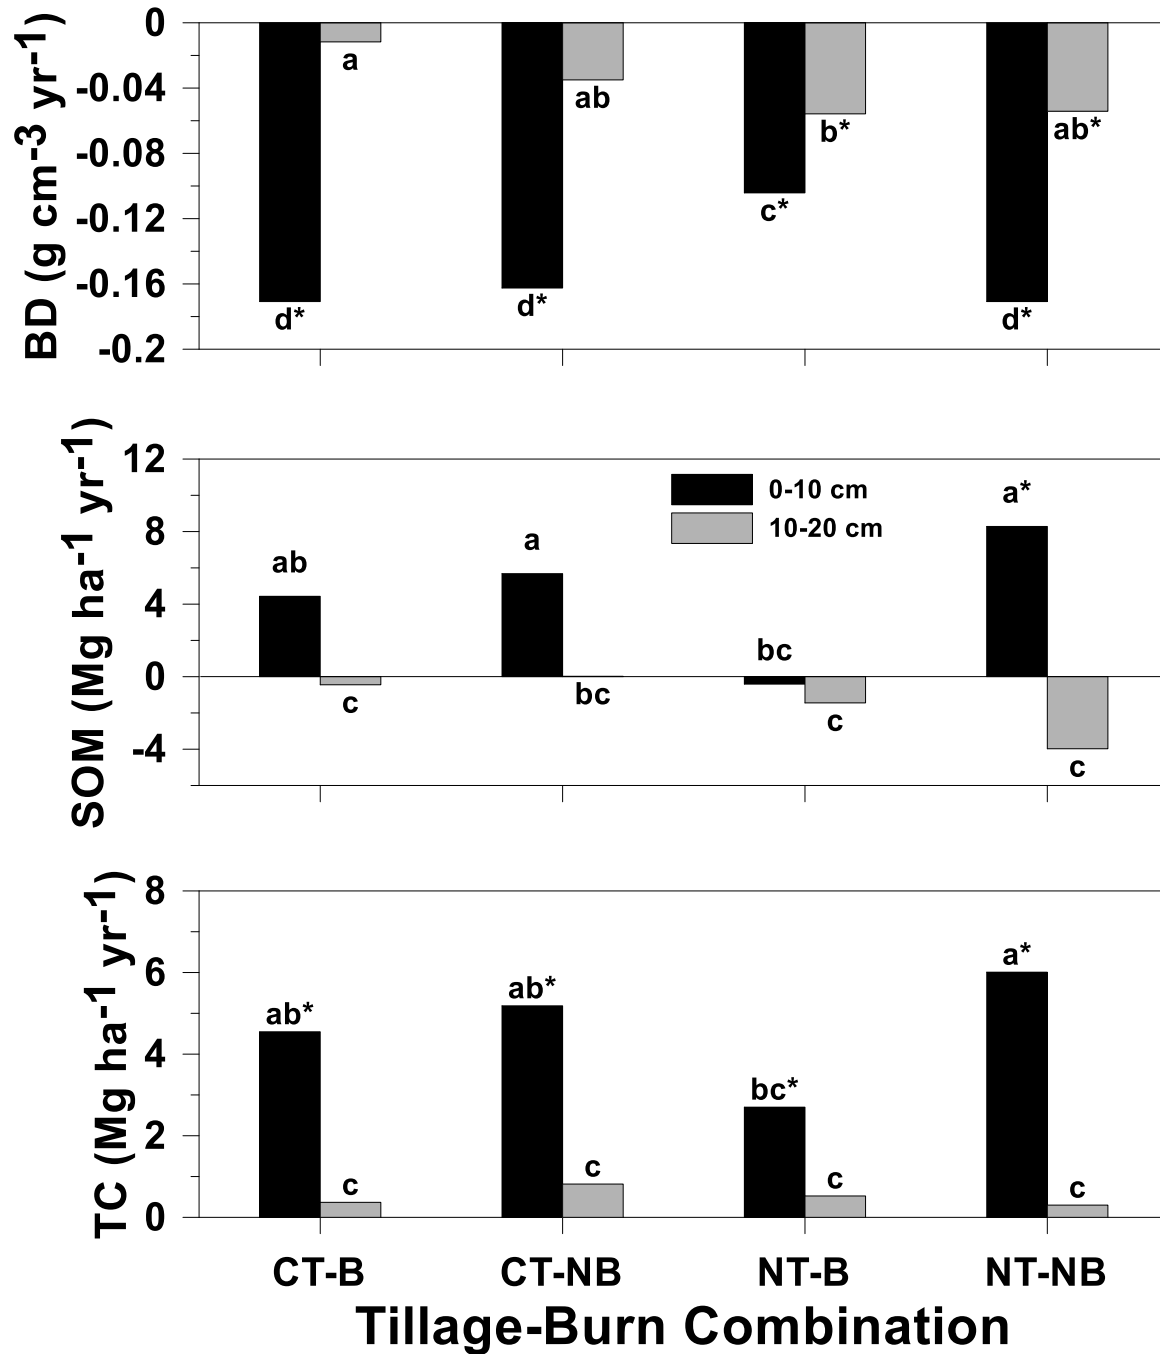 BD (g cm-3 yr-1)
0
-0.04
-0.08
-0.12
-0.16
-0.2
a
ab
b*
ab*
c*
d*
d*
d*
SOM (Mg ha-1 yr-1)
12
8
4
0
-4
0-10 cm
10-20 cm
ab
a
bc
a*
c
bc
c
c
TC (Mg ha-1 yr-1)
8
6
4
2
0
ab*
ab*
bc*
a*
c
c
c
c
CT-B CT-NB NT-B NT-NB
Tillage-Burn Combination